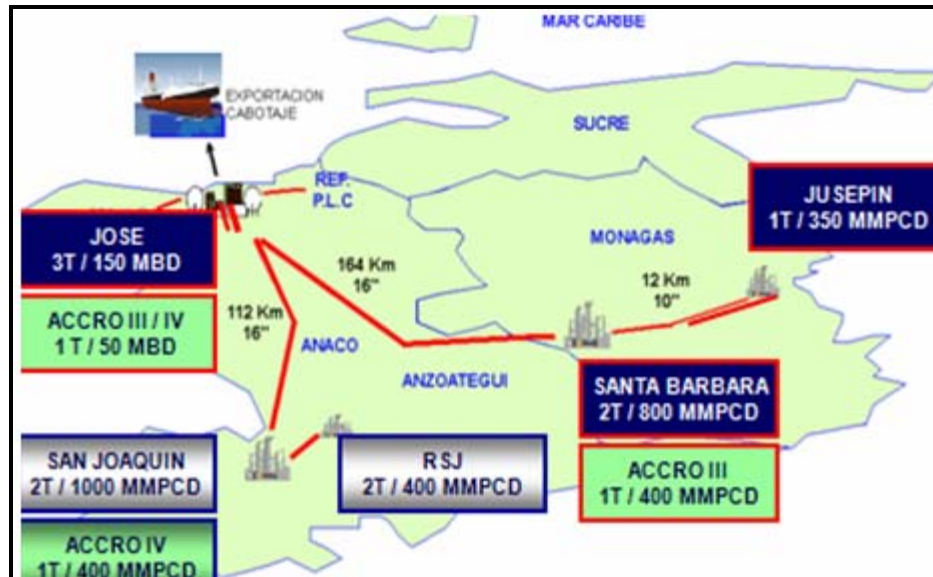 MAR CARIBE
EXPORTACION
CABOTAJE
SUCRE
REF.
P.L.C
JUSEPIN
1T / 350 MMPCD
JOSE
3T / 150 MBD
MONAGAS
164 Km
16"
12 Km
10"
ACCRO III / IV
1 T / 50 MBD
112 Km
16"
ANACO
ANZOATEGUI
SANTA BARBARA
2T / 800 MMPCD
SAN JOAQUIN
2T / 1000 MMPCD
RSJ
2T / 400 MMPCD
ACCRO III
1T / 400 MMPCD
ACCRO IV
1T / 400 MMPCD